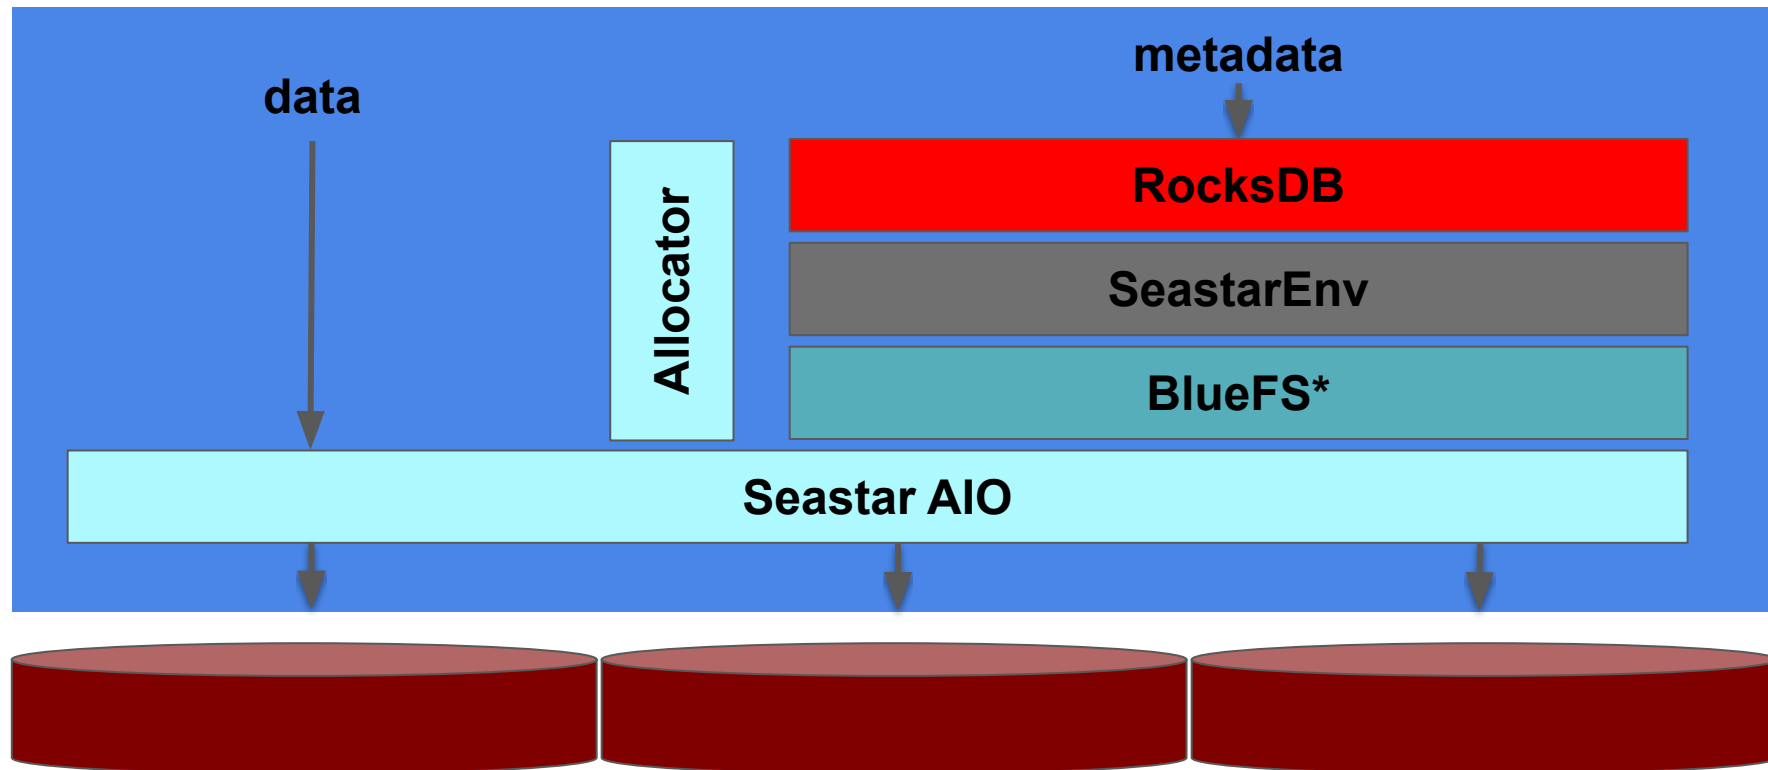 metadata
data
RocksDB
Allocator
SeastarEnv
BlueFS*
Seastar AIO